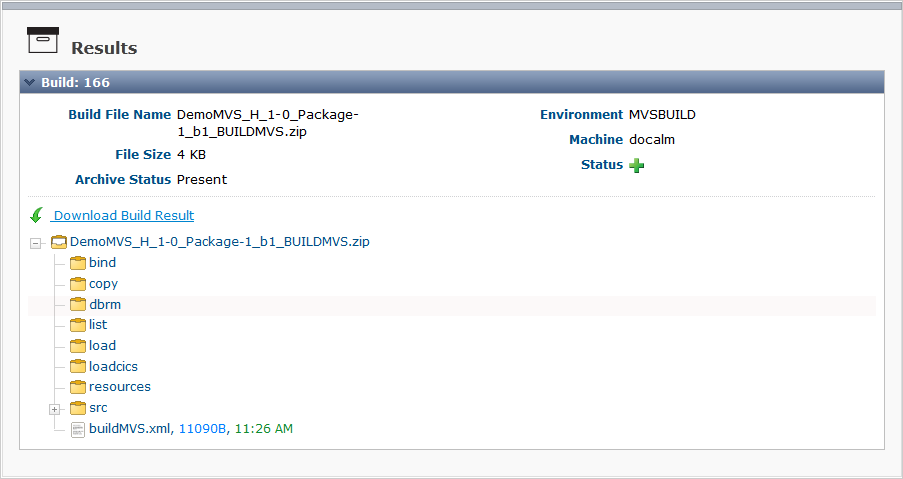 Results
Build: 166
Build File Name DemoMVS_H_1-0_Package-
1_b1_BUILDMVS.zip
File Size 4 KB
Archive Status Present
Environment MVSBUILD
Machine docalm
Status
Download Build Result
DemoMVS_H_1-0_Package-1_b1_BUILDMVS.zip
bind
copy
dbrm
list
load
loadcics
resources
src
buildMVS.xml, 11090B, 11:26 AM